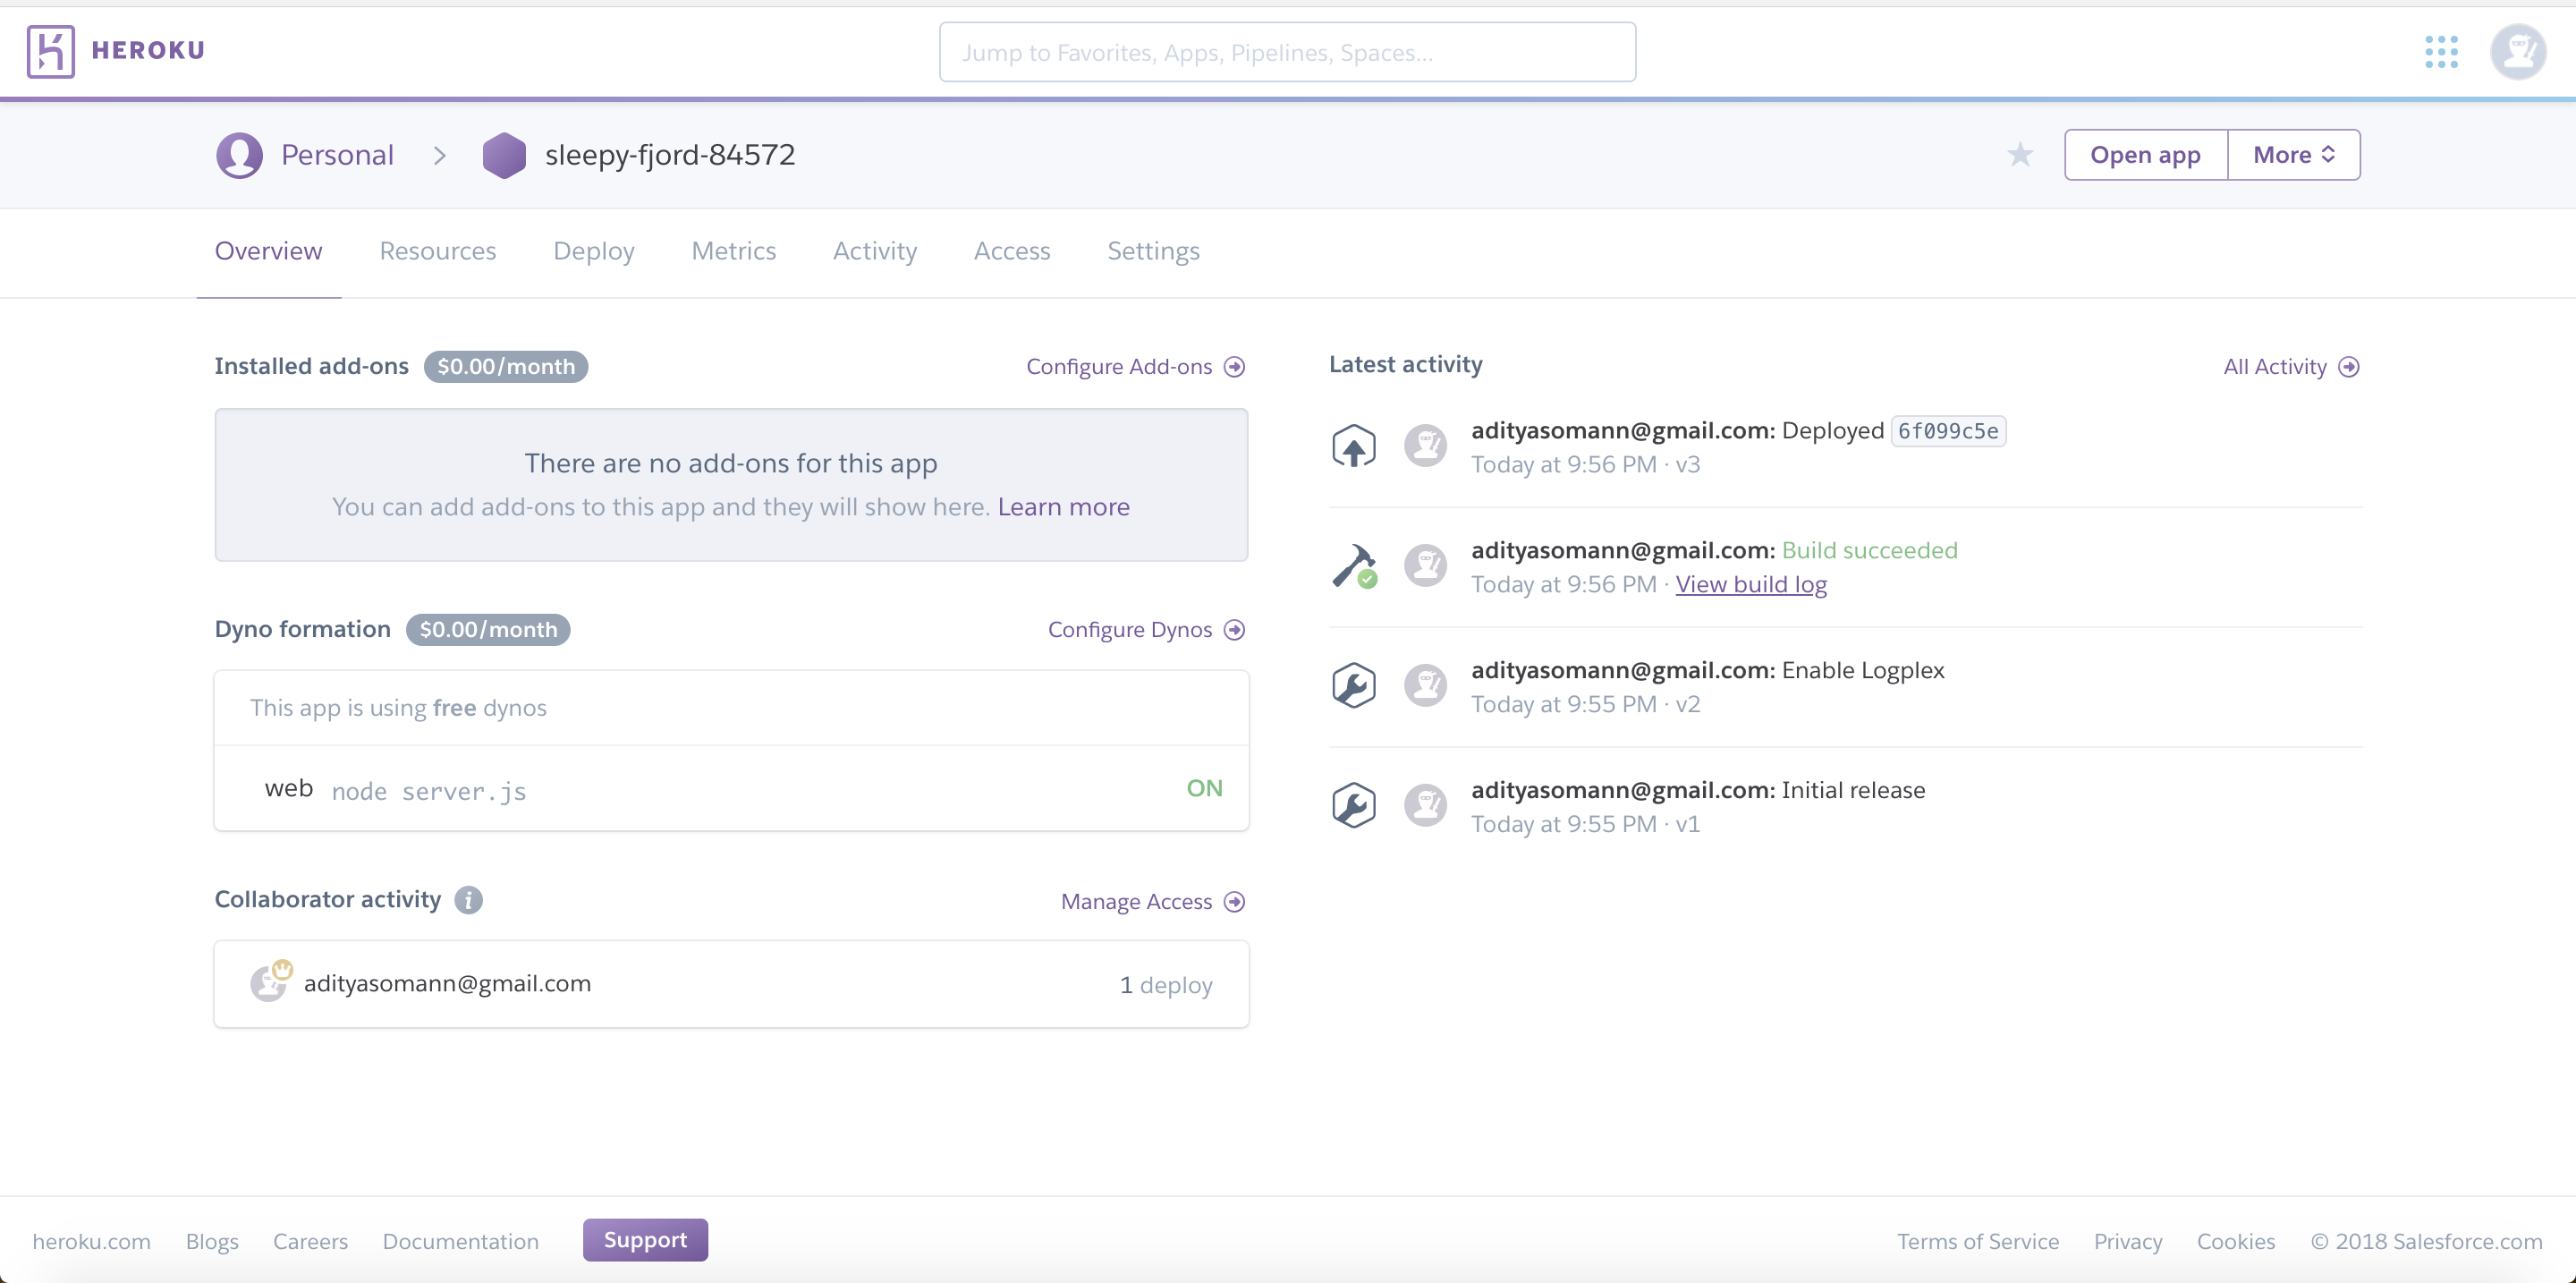 HEROKU
Jump to Favorites, Apps, Pipelines, Spaces...
Personal
sleepy-fjord-84572
Open app
More
Overview Resources Deploy Metrics Activity Access Settings
Installed add-ons $0.00/month Configure Add-ons
There are no add-ons for this app
You can add add-ons to this app and they will show here. Learn more
Dyno formation $0.00/month Configure Dynos
This app is using free dynos
web node server.js ON
Collaborator activity i Manage Access
adityasomann@gmail.com 1 deploy
Latest activity All Activity
adityasomann@gmail.com: Deployed 6f099c5e
Today at 9:56 PM · v3
adityasomann@gmail.com: Build succeeded
Today at 9:56 PM · View build log
adityasomann@gmail.com: Enable Logplex
Today at 9:55 PM · v2
adityasomann@gmail.com: Initial release
Today at 9:55 PM · v1
heroku.com Blogs Careers Documentation Support Terms of Service Privacy Cookies © 2018 Salesforce.com